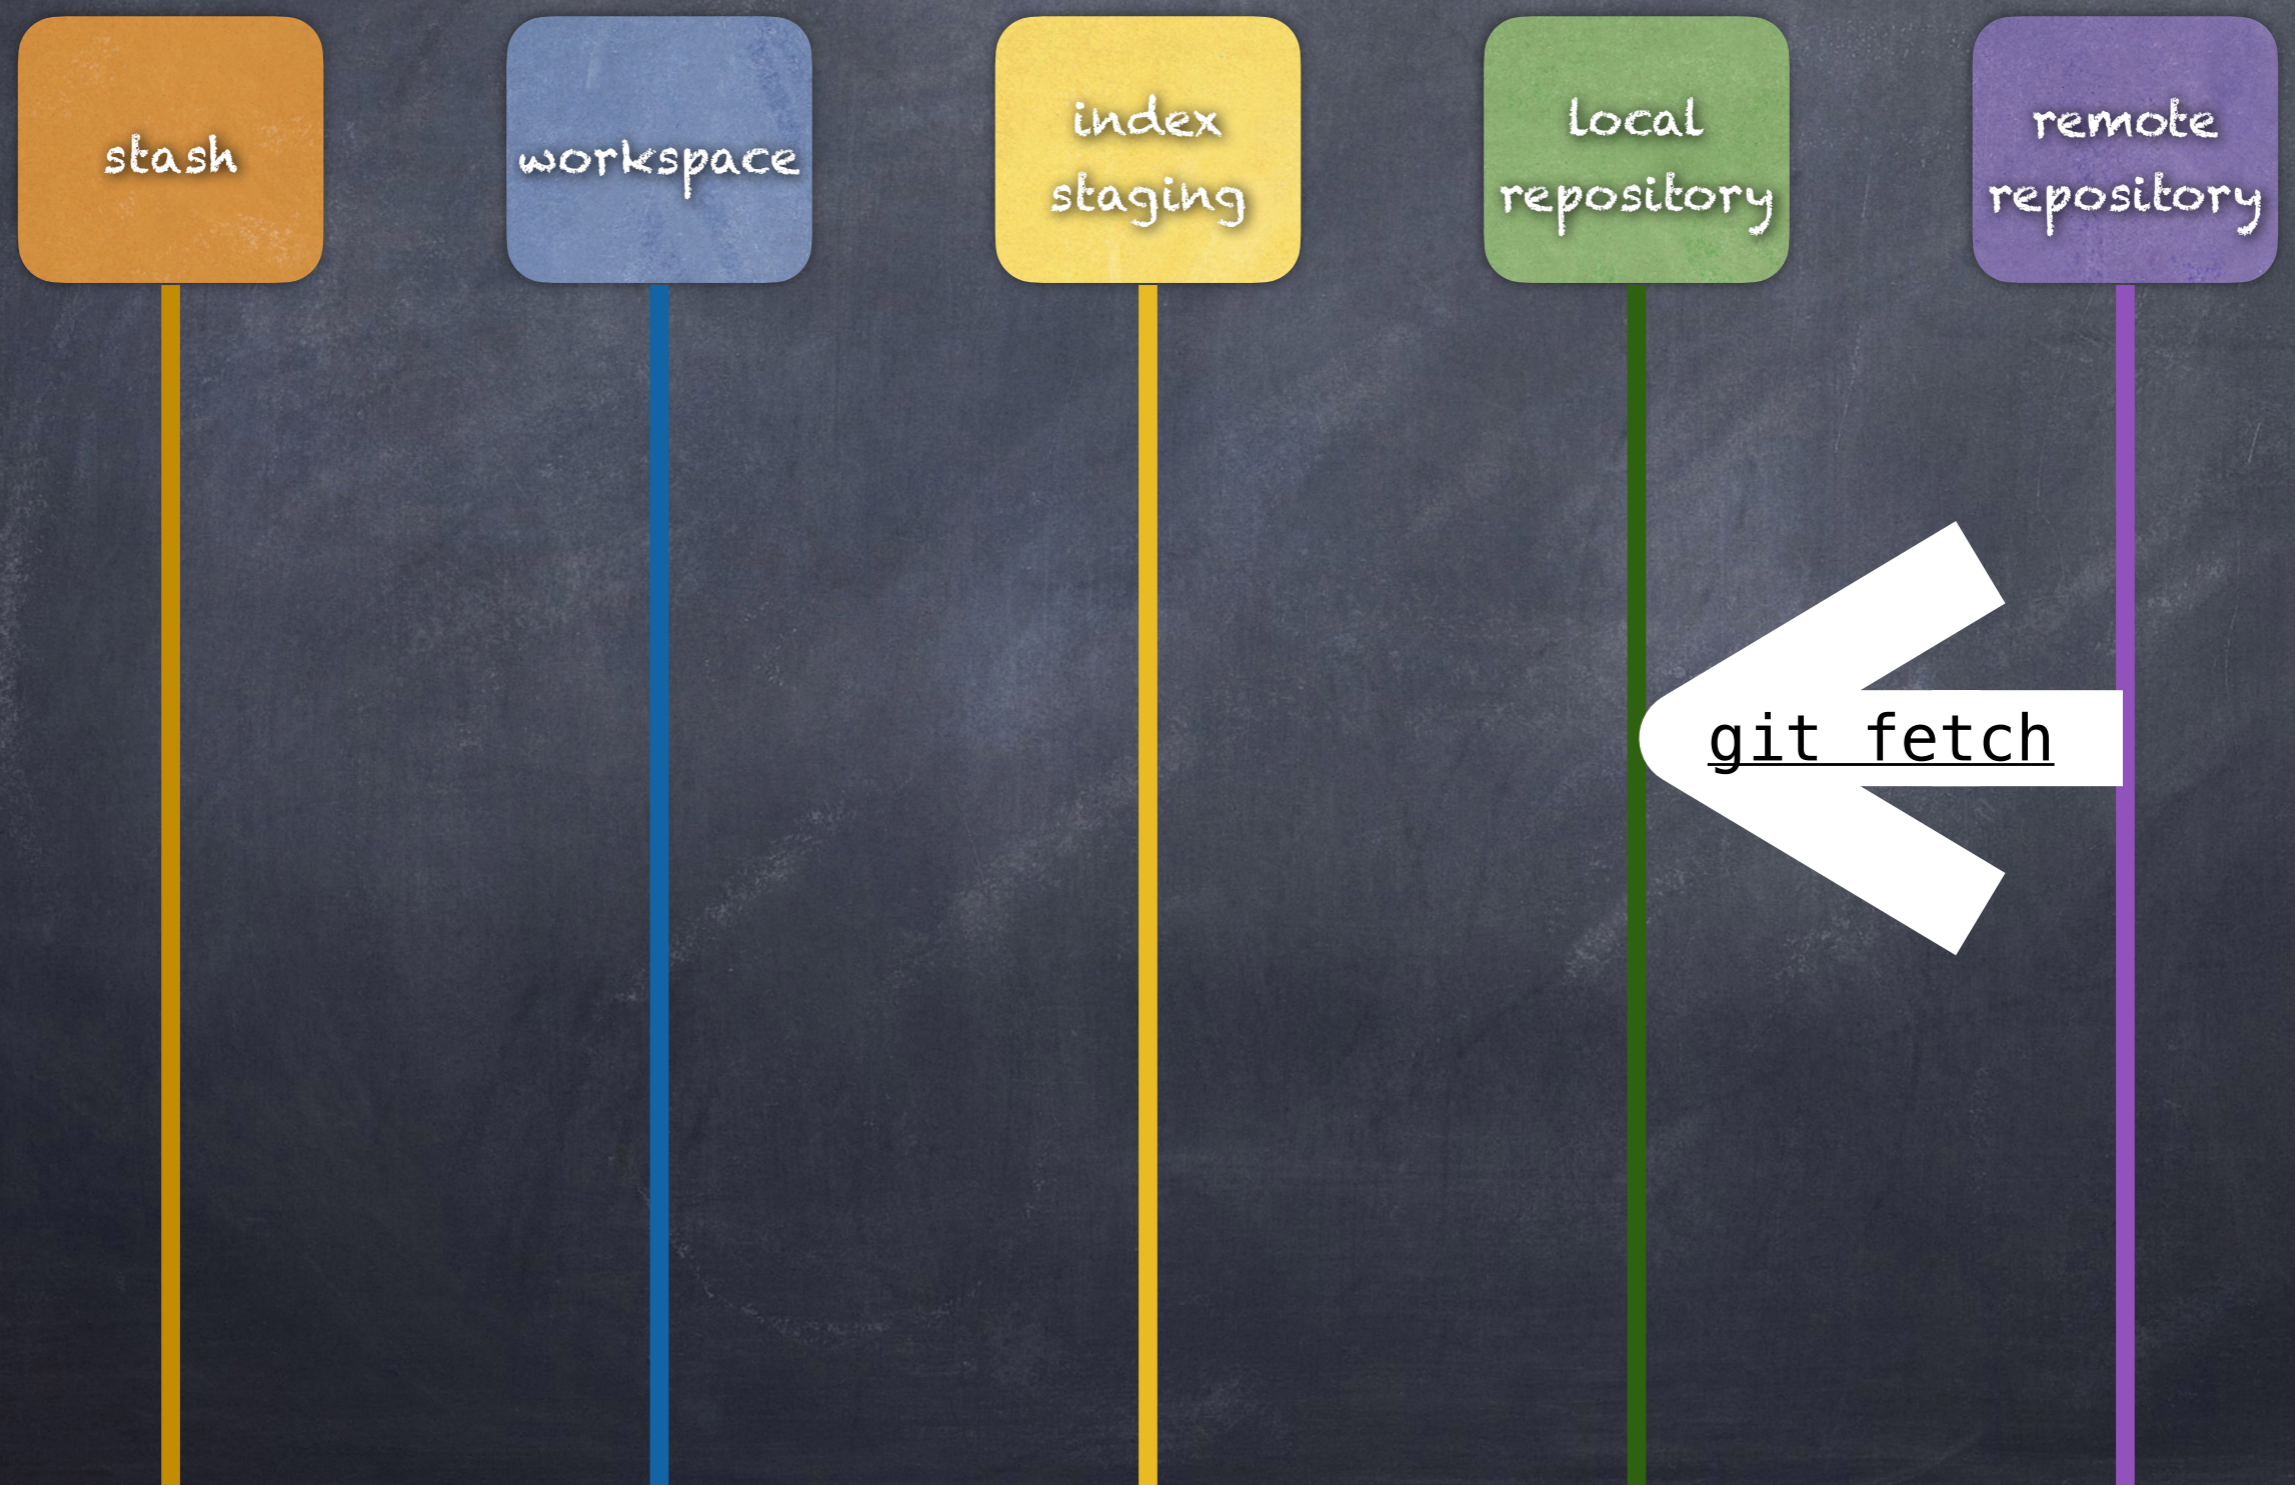 stash
workspace
index
staging
local
repository
remote
repository
git fetch